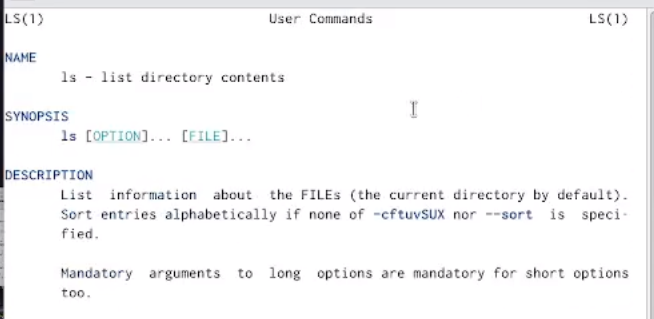 LS(1) User Commands LS(1)
NAME
ls - list directory contents
SYNOPSIS
ls [OPTION]... [FILE]...
DESCRIPTION
List information about the FILEs (the current directory by default).
Sort entries alphabetically if none of -cftuvSUX nor --sort is speci-
fied.
Mandatory arguments to long options are mandatory for short options
too.